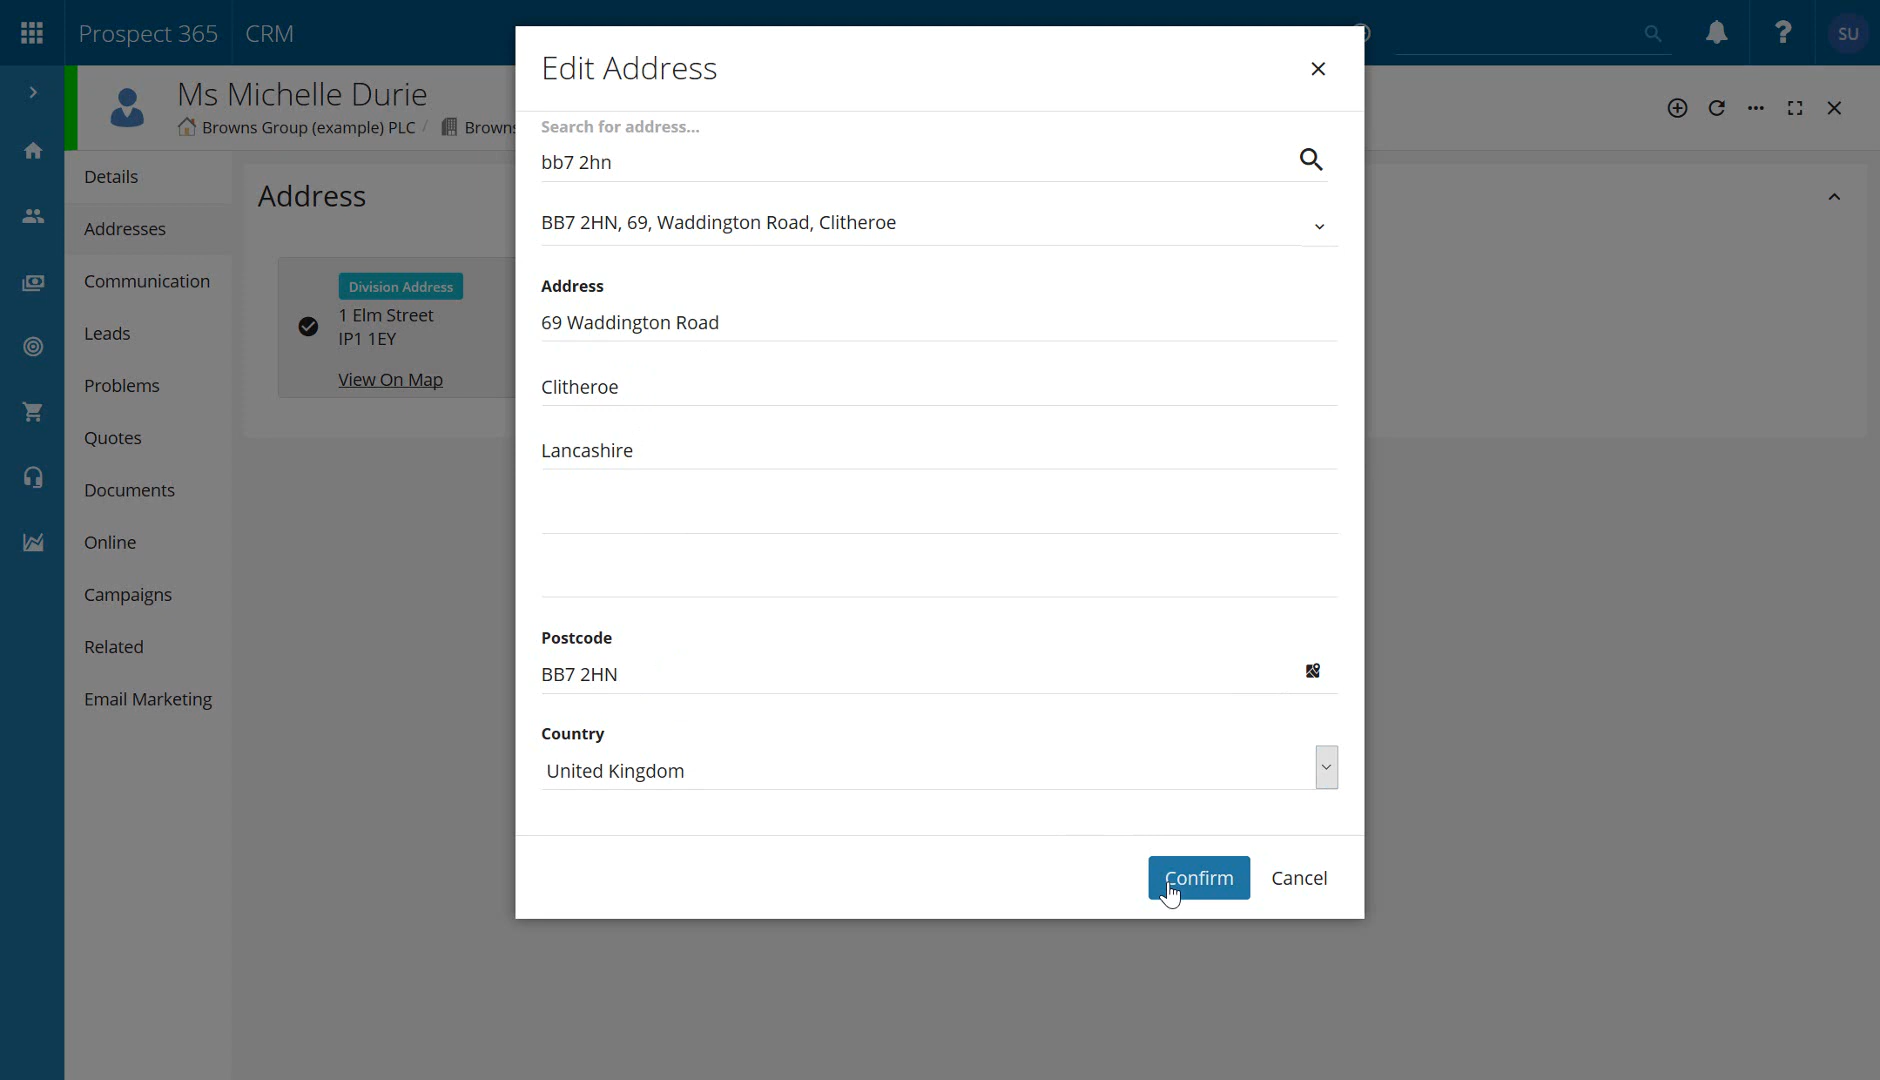 Prospect 365
CRM
SU
Ms Michelle Durie
Browns Group (example) PLC / Browns
Details
Addresses
Communication
Leads
Problems
Quotes
Documents
Online
Campaigns
Related
Email Marketing
Address
Division Address
1 Elm Street
IP1 1EY
View On Map
Edit Address
Search for address...
bb7 2hn
BB7 2HN, 69, Waddington Road, Clitheroe
Address
69 Waddington Road
Clitheroe
Lancashire
Postcode
BB7 2HN
Country
United Kingdom
Confirm
Cancel